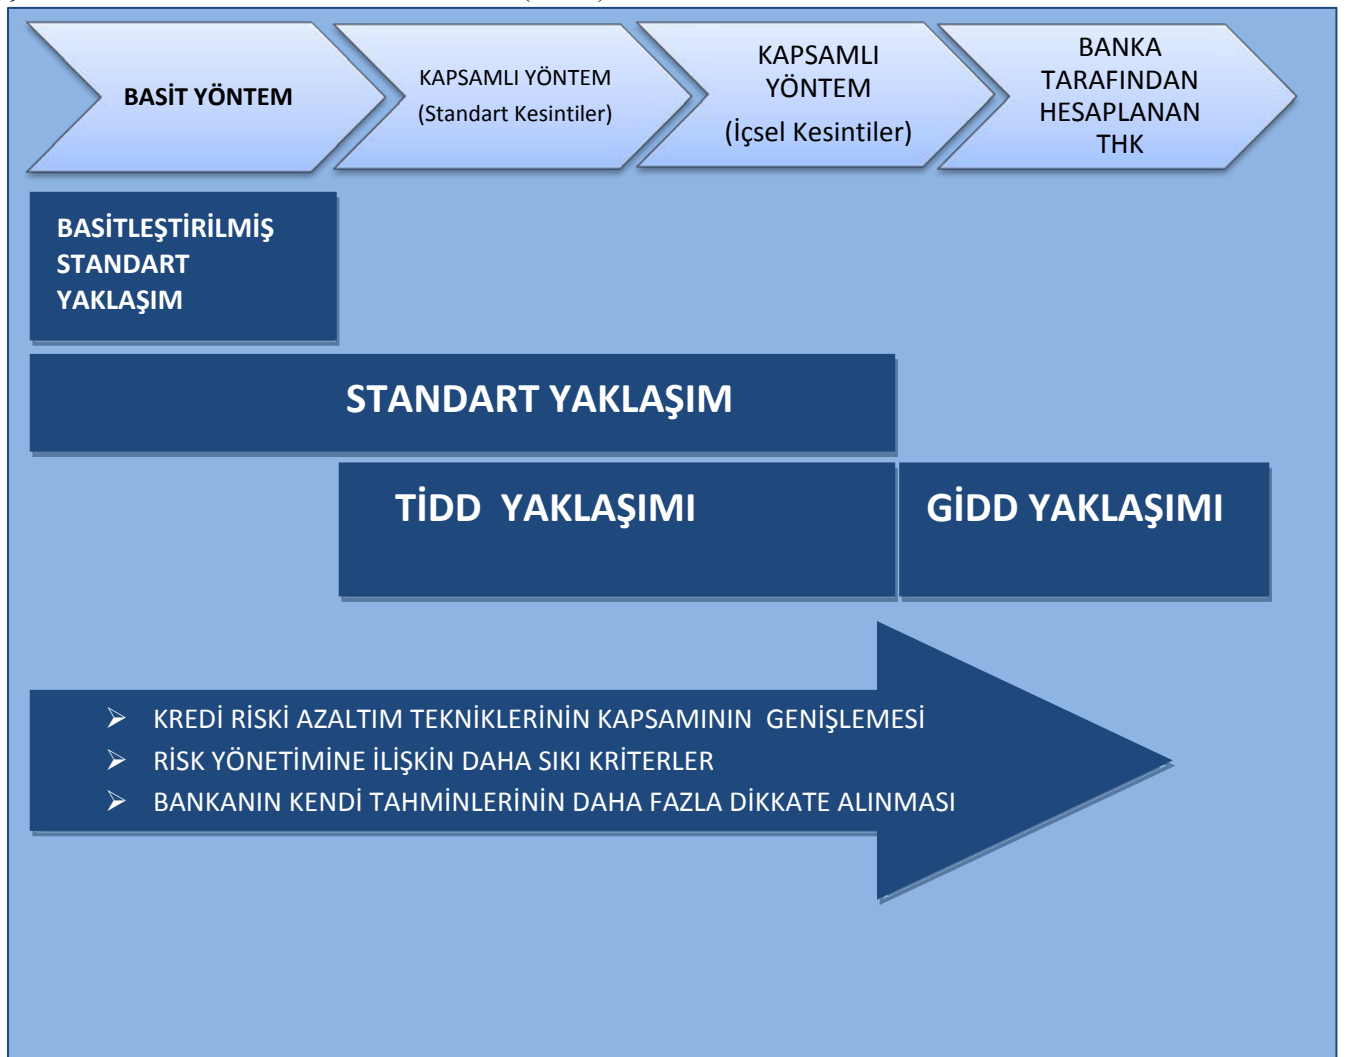 BASİT YÖNTEM
KAPSAMLI YÖNTEM
(Standart Kesintiler)
KAPSAMLI
YÖNTEM
(İçsel Kesintiler)
BANKA
TARAFINDAN
HESAPLANAN
THK
BASİTLEŞTİRİLMİŞ
STANDART
YAKLAŞIM
STANDART YAKLAŞIM
TİDD YAKLAŞIMI
GİDD YAKLAŞIMI
➢ KREDİ RİSKİ AZALTIM TEKNİKLERİNİN KAPSAMININ GENİŞLEMESİ
➢ RİSK YÖNETİMİNE İLİŞKİN DAHA SIKI KRİTERLER
➢ BANKANIN KENDİ TAHMİNLERİNİN DAHA FAZLA DİKKATE ALINMASI